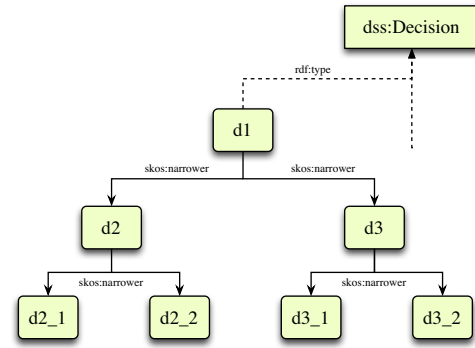 dss:Decision
rdf:type
d1
skos:narrower skos:narrower
d2 d3
skos:narrower skos:narrower
d2_1 d2_2 d3_1 d3_2